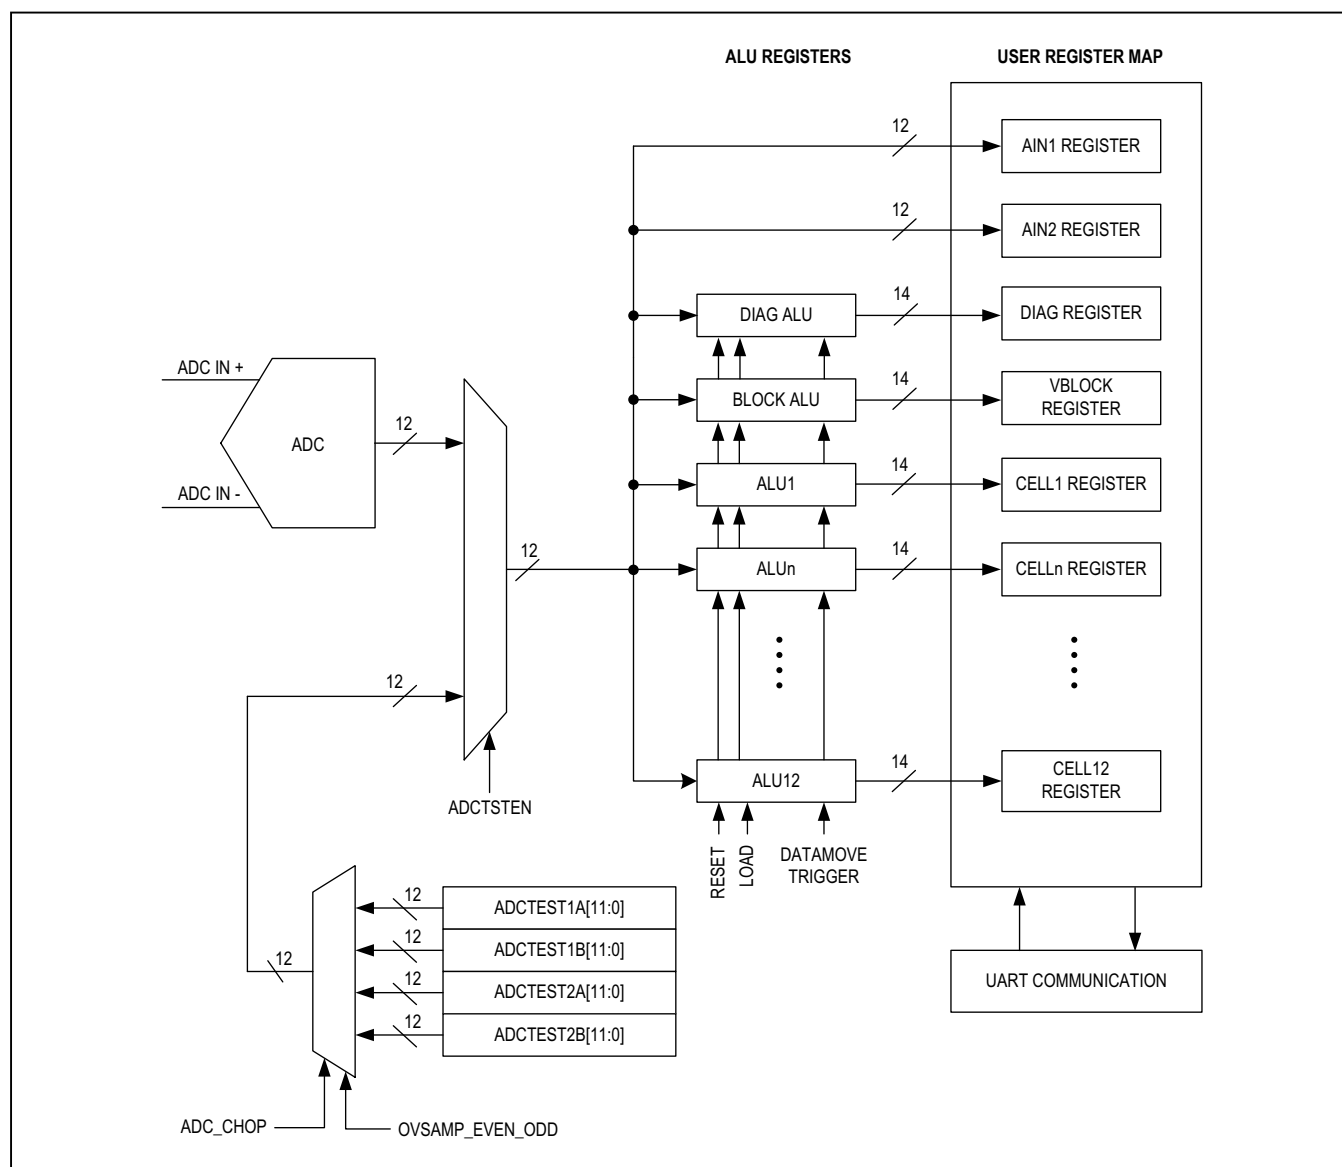 ALU REGISTERS
USER REGISTER MAP
12
AIN1 REGISTER
12
AIN2 REGISTER
DIAG ALU
14
DIAG REGISTER
ADC IN +
BLOCK ALU
14
VBLOCK
REGISTER
ADC
12
ADC IN -
ALU1
14
CELL1 REGISTER
12
ALUn
14
CELLn REGISTER
12
ADCTSTEN
ALU12
14
CELL12
REGISTER
RESET
LOAD
DATAMOVE
TRIGGER
12
ADCTEST1A[11:0]
12
ADCTEST1B[11:0]
12
12
ADCTEST2A[11:0]
12
ADCTEST2B[11:0]
UART COMMUNICATION
ADC_CHOP
OVSAMP_EVEN_ODD